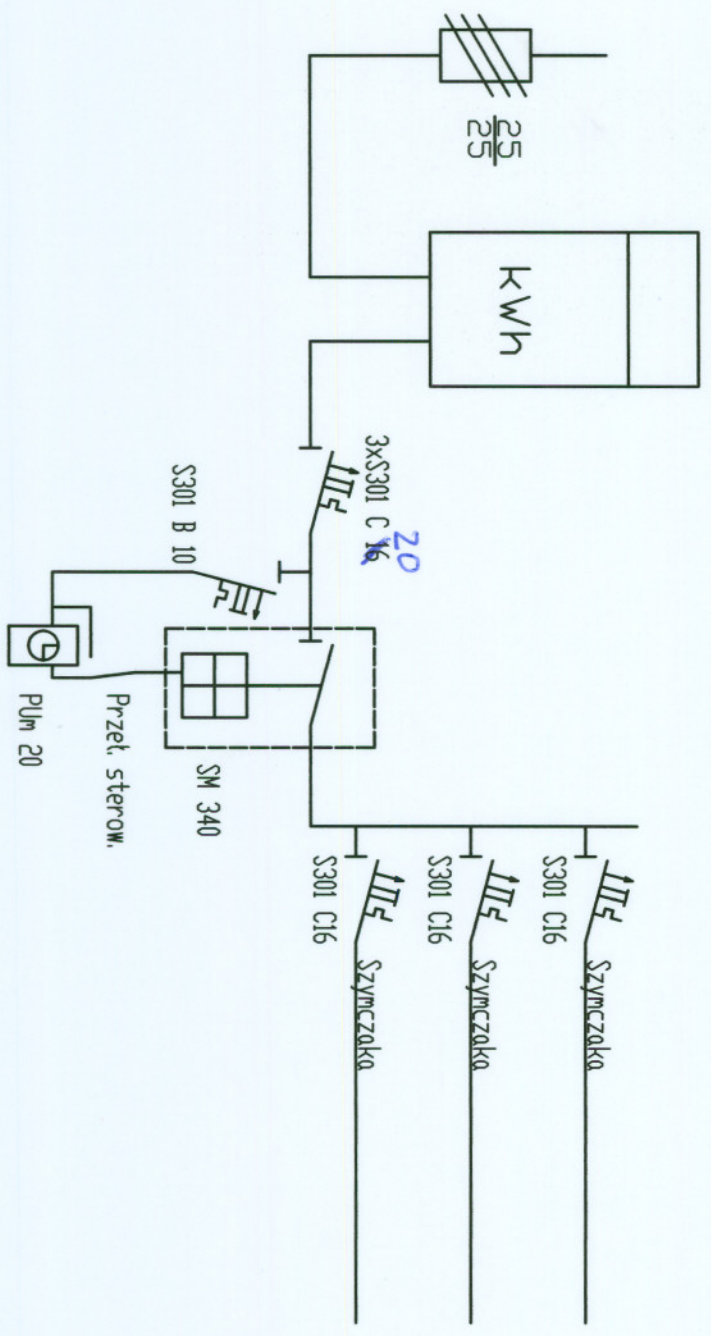 25
25
kWh
3xS301 C 16
20
S301 B 10
PUm 20
Przeł. sterow.
SM 340
S301 C16
Szymczaka
S301 C16
Szymczaka
S301 C16
Szymczaka